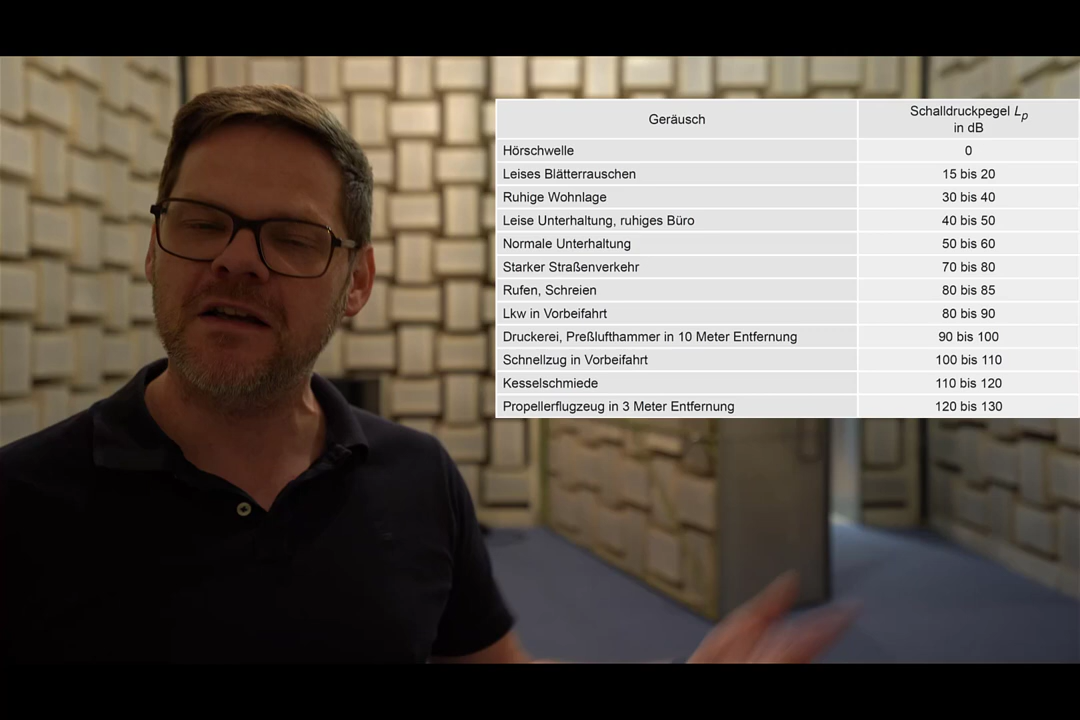 Geräusch Schalldruckpegel Lp
in dB
Hörschwelle 0
Leises Blätterrauschen 15 bis 20
Ruhige Wohnlage 30 bis 40
Leise Unterhaltung, ruhiges Büro 40 bis 50
Normale Unterhaltung 50 bis 60
Starker Straßenverkehr 70 bis 80
Rufen, Schreien 80 bis 85
Lkw in Vorbeifahrt 80 bis 90
Druckerei, Preßlufthammer in 10 Meter Entfernung 90 bis 100
Schnellzug in Vorbeifahrt 100 bis 110
Kesselschmiede 110 bis 120
Propellerflugzeug in 3 Meter Entfernung 120 bis 130